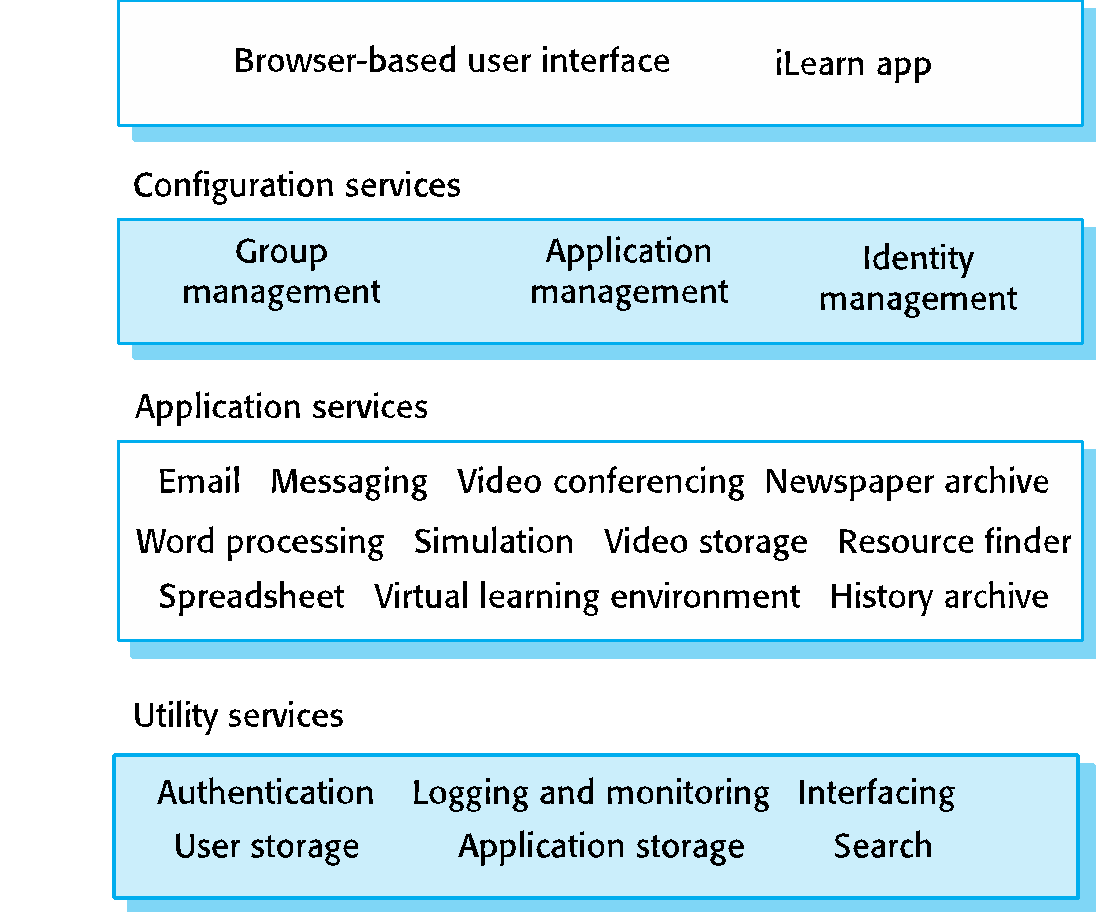 Browser-based user interface iLearn app
Configuration services
Group management
Application management
Identity management
Application services
Email Messaging Video conferencing Newspaper archive
Word processing Simulation Video storage Resource finder
Spreadsheet Virtual learning environment History archive
Utility services
Authentication Logging and monitoring Interfacing
User storage Application storage Search